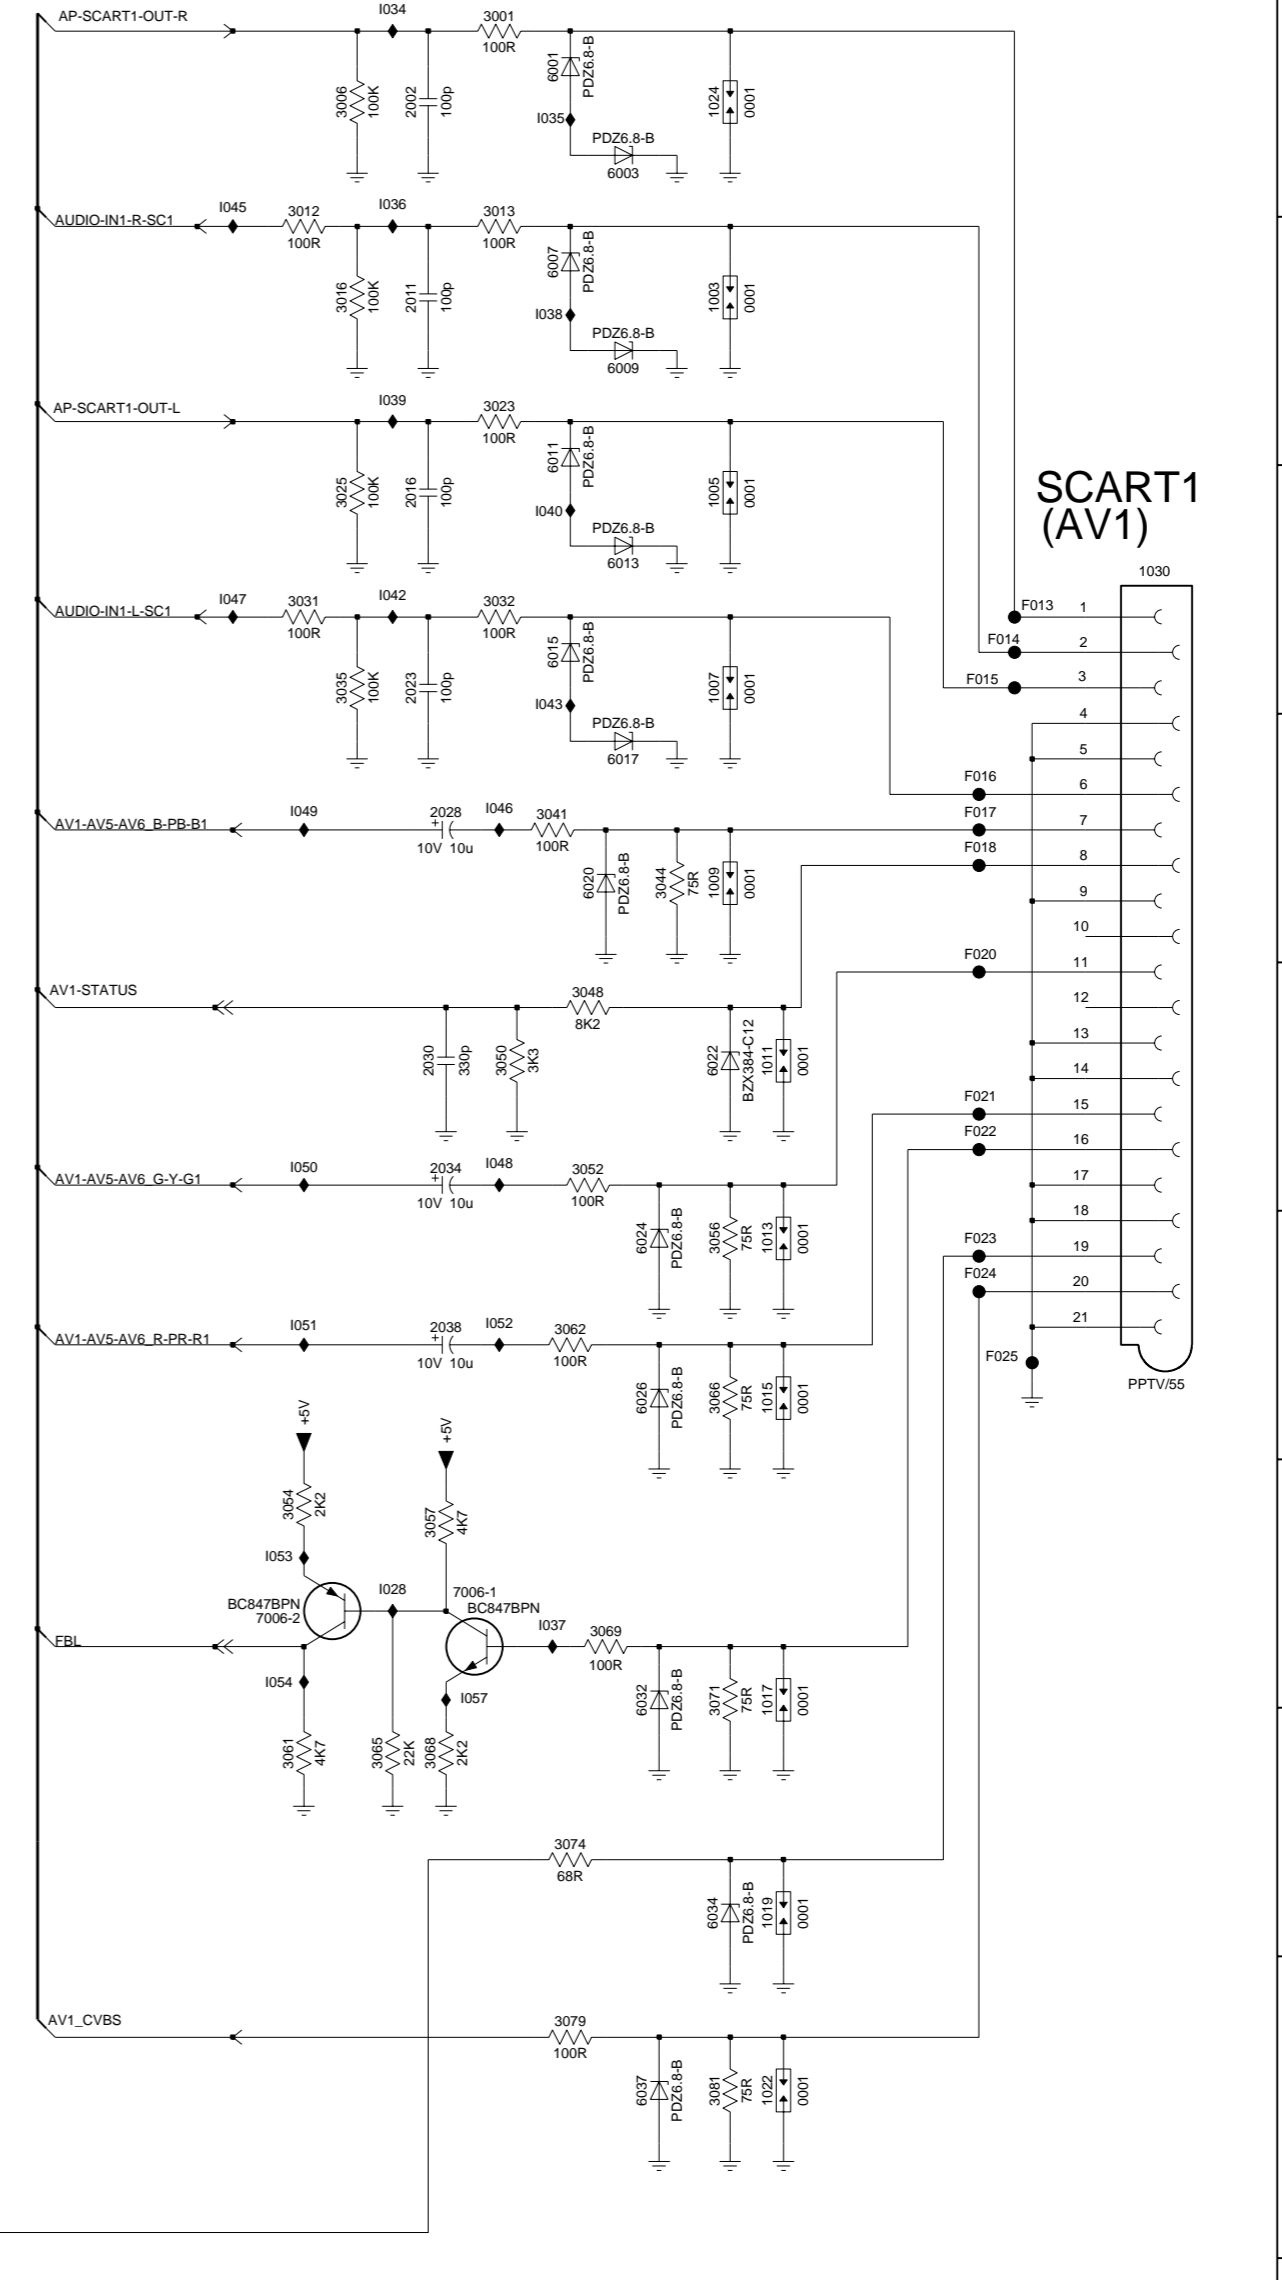 AP-SCART1-OUT-R
I034
3001
100R
3006
100K
2002
100p
6001
PDZ6.8-B
I035
PDZ6.8-B
6003
1024
0001
AUDIO-IN1-R-SC1
I045
3012
100R
I036
3013
100R
3016
100K
2011
100p
6007
PDZ6.8-B
I038
PDZ6.8-B
6009
1003
0001
AP-SCART1-OUT-L
I039
3023
100R
3025
100K
2016
100p
6011
PDZ6.8-B
I040
PDZ6.8-B
6013
1005
0001
SCART1
(AV1)
1030
AUDIO-IN1-L-SC1
I047
3031
100R
I042
3032
100R
3035
100K
2023
100p
6015
PDZ6.8-B
I043
PDZ6.8-B
6017
1007
0001
F013 1
F014 2
F015 3
4
5
F016 6
F017 7
F018 8
9
10
F020 11
12
13
14
F021 15
F022 16
17
18
F023 19
F024 20
21
F025
PPTV/55
AV1-AV5-AV6_B-PB-B1
I049
+
2028
10V 10u
I046
3041
100R
6020
PDZ6.8-B
3044
75R
1009
0001
AV1-STATUS
3048
8K2
2030
330p
3050
3K3
6022
BZX384-C12
1011
0001
AV1-AV5-AV6_G-Y-G1
I050
+
2034
10V 10u
I048
3052
100R
6024
PDZ6.8-B
3056
75R
1013
0001
AV1-AV5-AV6_R-PR-R1
I051
+
2038
10V 10u
I052
3062
100R
6026
PDZ6.8-B
3066
75R
1015
0001
+5V
+5V
3054
2K2
3057
4K7
I053
BC847BPN
7006-2
I028
7006-1
BC847BPN
FBL
I037
3069
100R
I054
I057
6032
PDZ6.8-B
3071
75R
1017
0001
3061
4K7
3065
22K
3068
2K2
3074
68R
6034
PDZ6.8-B
1019
0001
AV1_CVBS
3079
100R
6037
PDZ6.8-B
3081
75R
1022
0001